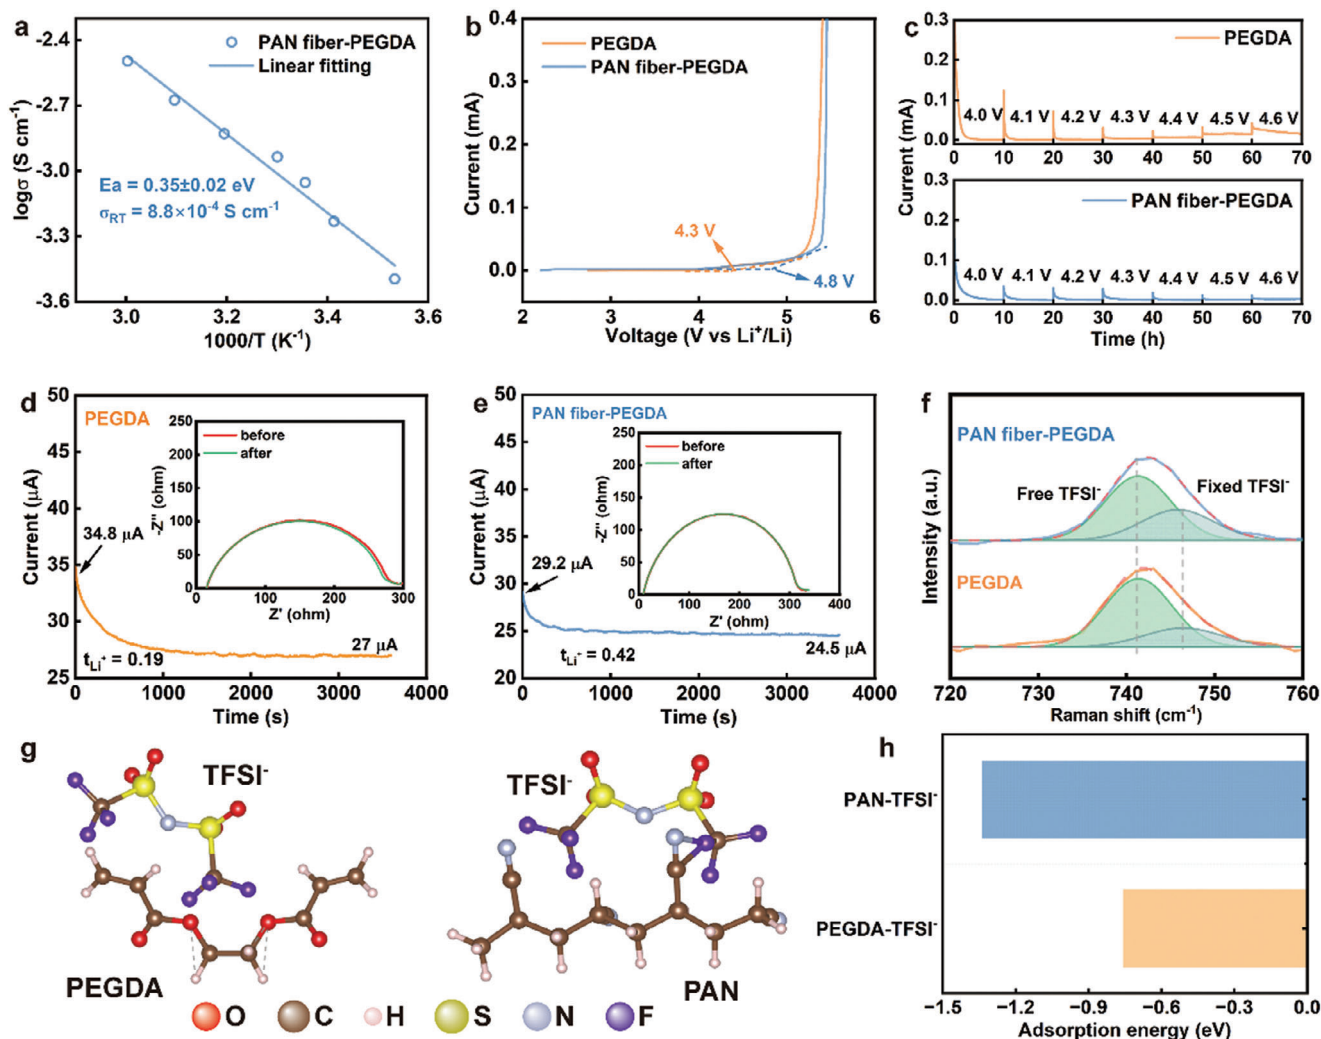 a
-2.4
-2.7
-3.0
-3.3
-3.6
logσ (S cm⁻¹)
PAN fiber-PEGDA
Linear fitting
Ea = 0.35±0.02 eV
σRT = 8.8×10⁻⁴ S cm⁻¹
3.0 3.2 3.4 3.6
1000/T (K⁻¹)
b
0.4
0.3
0.2
0.1
0.0
Current (mA)
PEGDA
PAN fiber-PEGDA
4.3 V
4.8 V
2 3 4 5 6
Voltage (V vs Li⁺/Li)
c
0.3
0.2
0.1
0.0
PEGDA
4.0 V 4.1 V 4.2 V 4.3 V 4.4 V 4.5 V 4.6 V
0 10 20 30 40 50 60 70
Current (mA)
0.3
0.2
0.1
0.0
PAN fiber-PEGDA
4.0 V 4.1 V 4.2 V 4.3 V 4.4 V 4.5 V 4.6 V
0 10 20 30 40 50 60 70
Time (h)
d
50
45
40
35
30
25
Current (μA)
PEGDA
250
200
150
100
50
0
-Z'' (ohm)
before
after
0 100 200 300
Z' (ohm)
34.8 μA
27 μA
tLi⁺ = 0.19
0 1000 2000 3000 4000
Time (s)
e
50
45
40
35
30
25
20
Current (μA)
PAN fiber-PEGDA
250
200
150
100
50
0
-Z'' (ohm)
before
after
0 100 200 300 400
Z' (ohm)
29.2 μA
24.5 μA
tLi⁺ = 0.42
0 1000 2000 3000 4000
Time (s)
f
PAN fiber-PEGDA
Free TFSI⁻
Fixed TFSI⁻
PEGDA
Intensity (a.u.)
720 730 740 750 760
Raman shift (cm⁻¹)
g
TFSI⁻
PEGDA
TFSI⁻
PAN
O C H S N F
h
PAN-TFSI⁻
PEGDA-TFSI⁻
-1.5 -1.2 -0.9 -0.6 -0.3 0.0
Adsorption energy (eV)